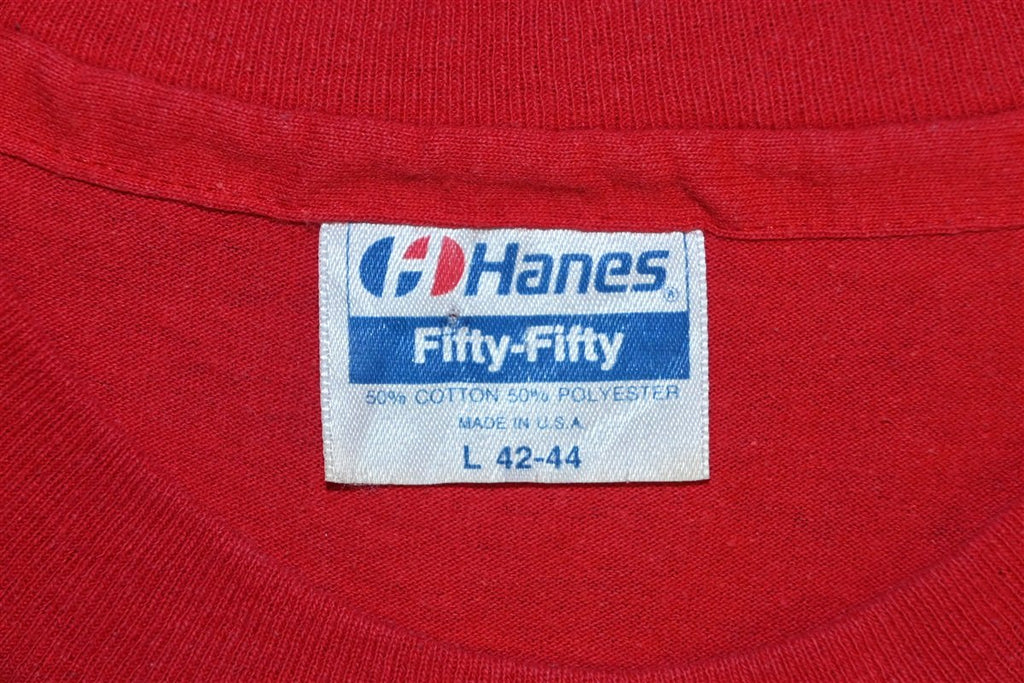 Hanes®
Fifty-Fifty
50% COTTON 50% POLYESTER
MADE IN U.S.A.
L 42-44